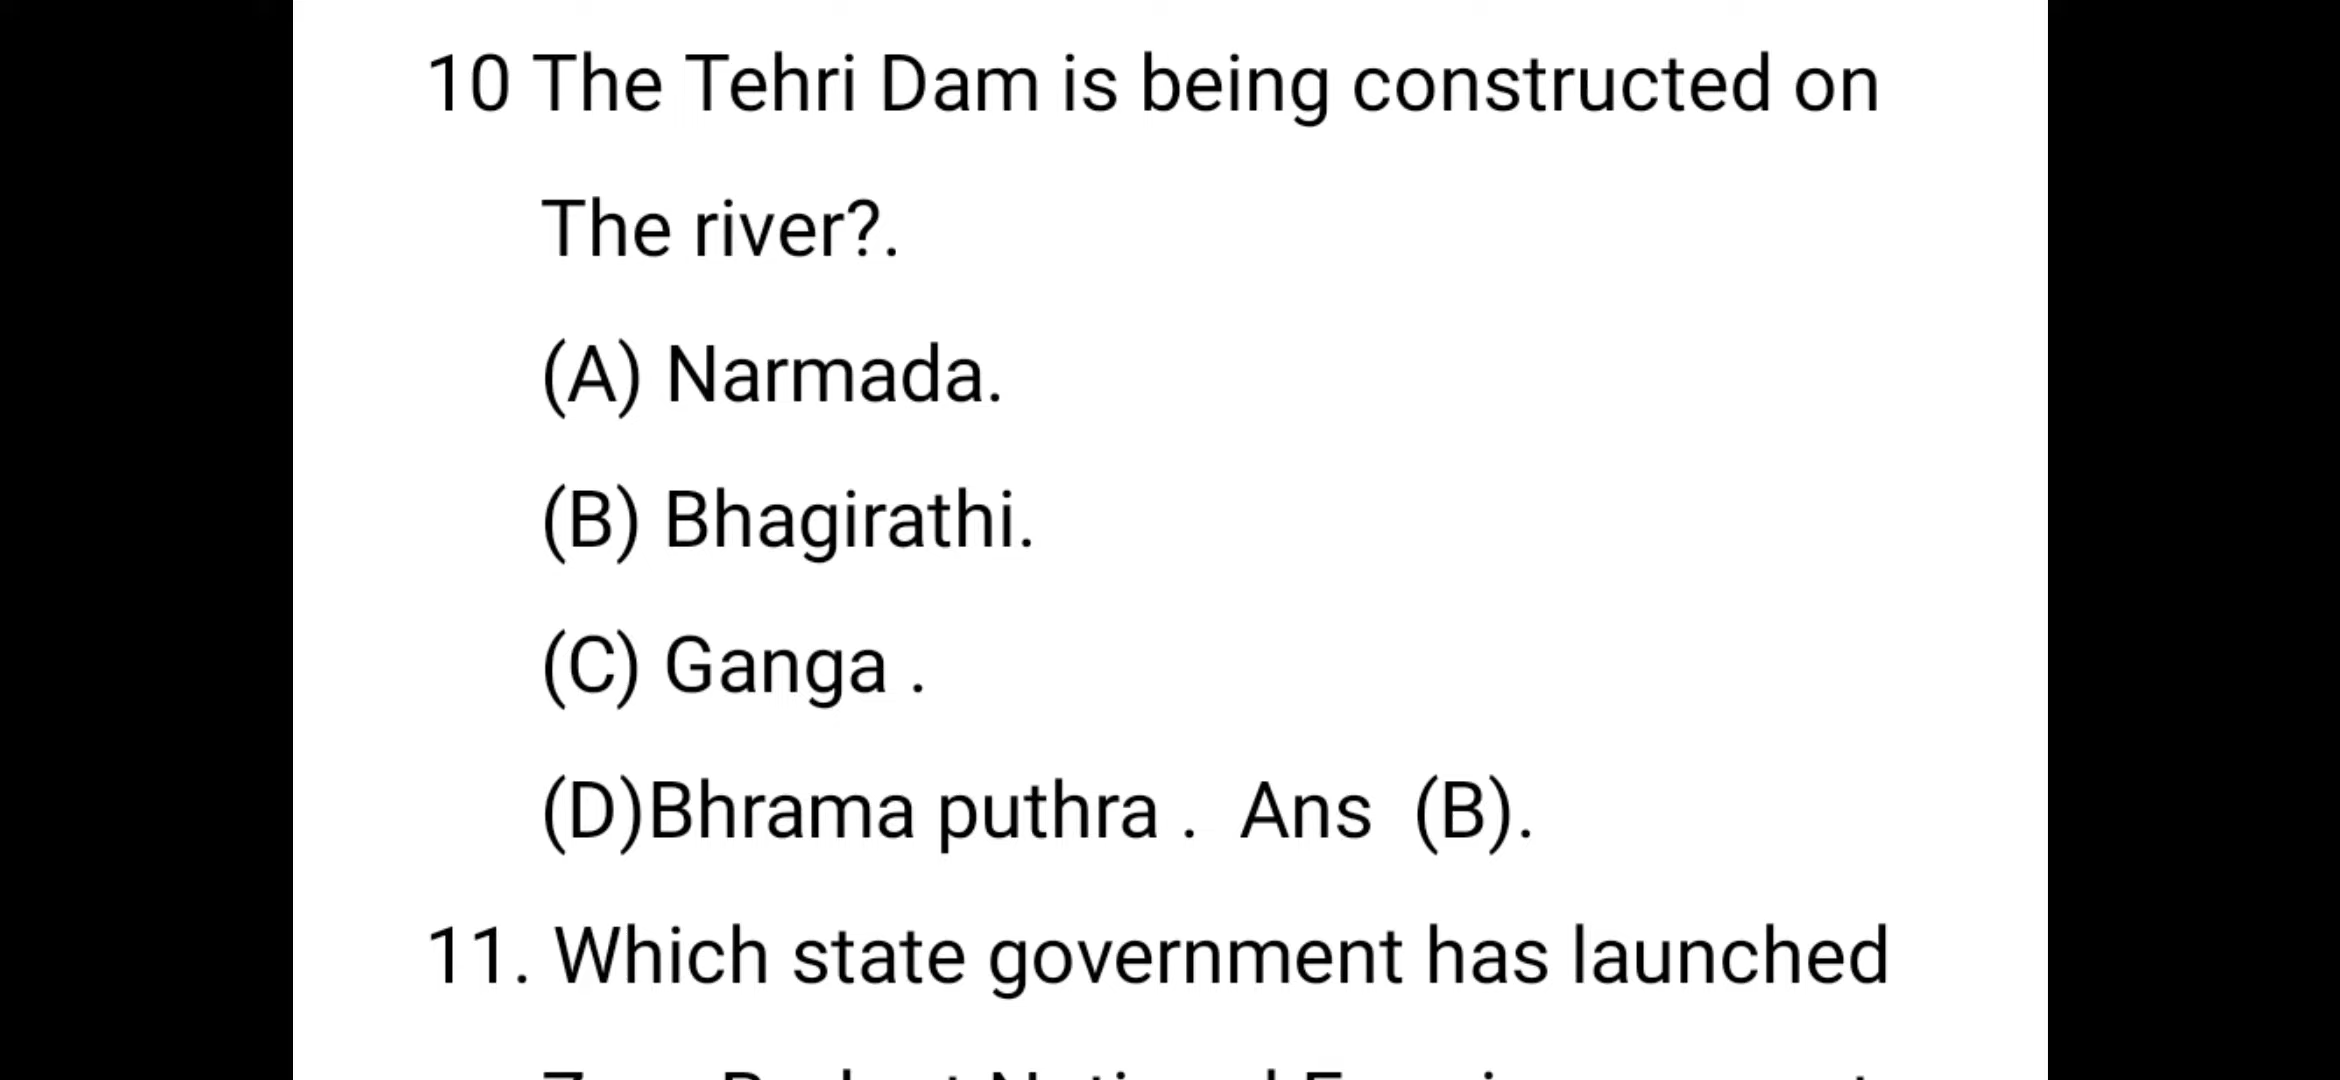 10 The Tehri Dam is being constructed on
The river?.
(A) Narmada.
(B) Bhagirathi.
(C) Ganga .
(D)Bhrama puthra .  Ans  (B).
11. Which state government has launched